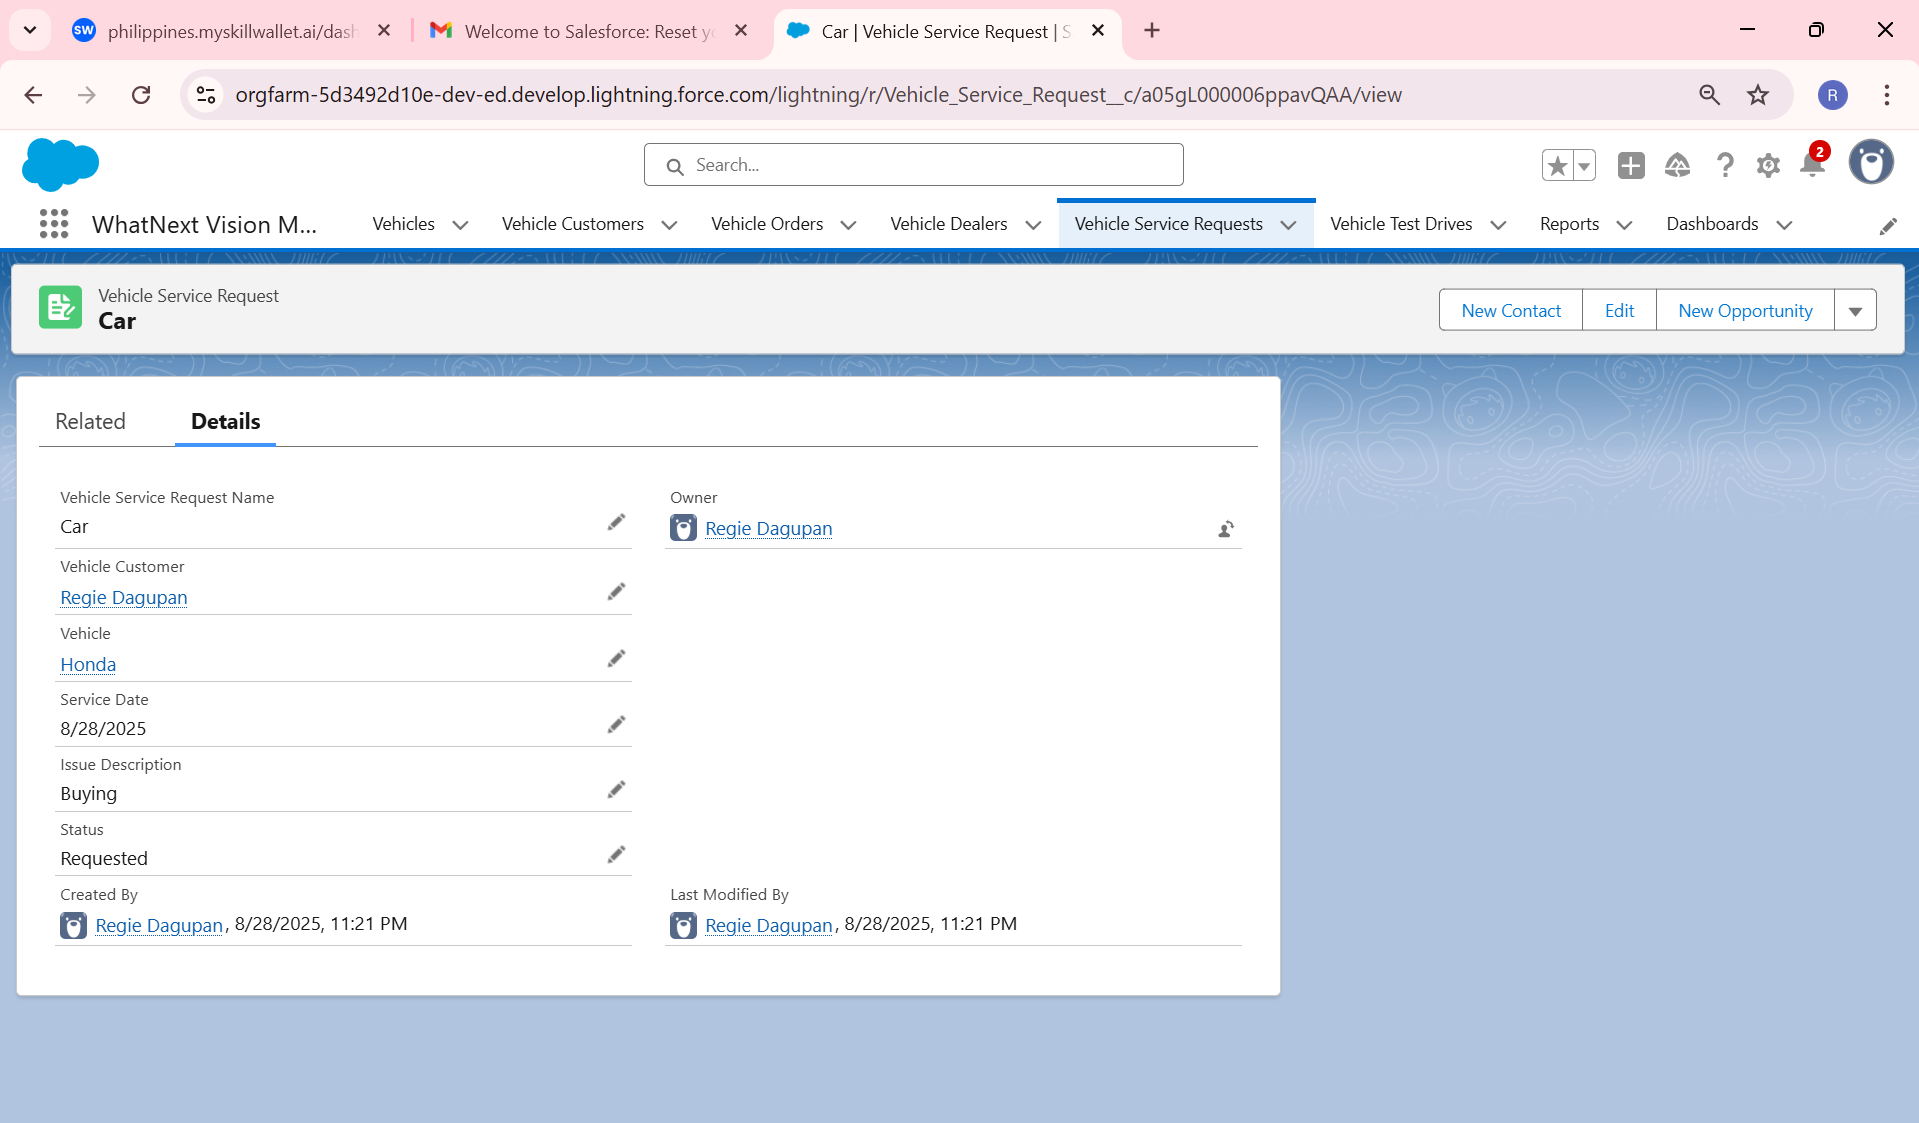 SW philippines.myskillwallet.ai/dash
Welcome to Salesforce: Reset yo
Car | Vehicle Service Request | S
orgfarm-5d3492d10e-dev-ed.develop.lightning.force.com/lightning/r/Vehicle_Service_Request__c/a05gL000006ppavQAA/view
R
Search...
2
WhatNext Vision M...
Vehicles
Vehicle Customers
Vehicle Orders
Vehicle Dealers
Vehicle Service Requests
Vehicle Test Drives
Reports
Dashboards
Vehicle Service Request
Car
New Contact
Edit
New Opportunity
Related
Details
Vehicle Service Request Name
Car
Owner
Regie Dagupan
Vehicle Customer
Regie Dagupan
Vehicle
Honda
Service Date
8/28/2025
Issue Description
Buying
Status
Requested
Created By
Regie Dagupan, 8/28/2025, 11:21 PM
Last Modified By
Regie Dagupan, 8/28/2025, 11:21 PM